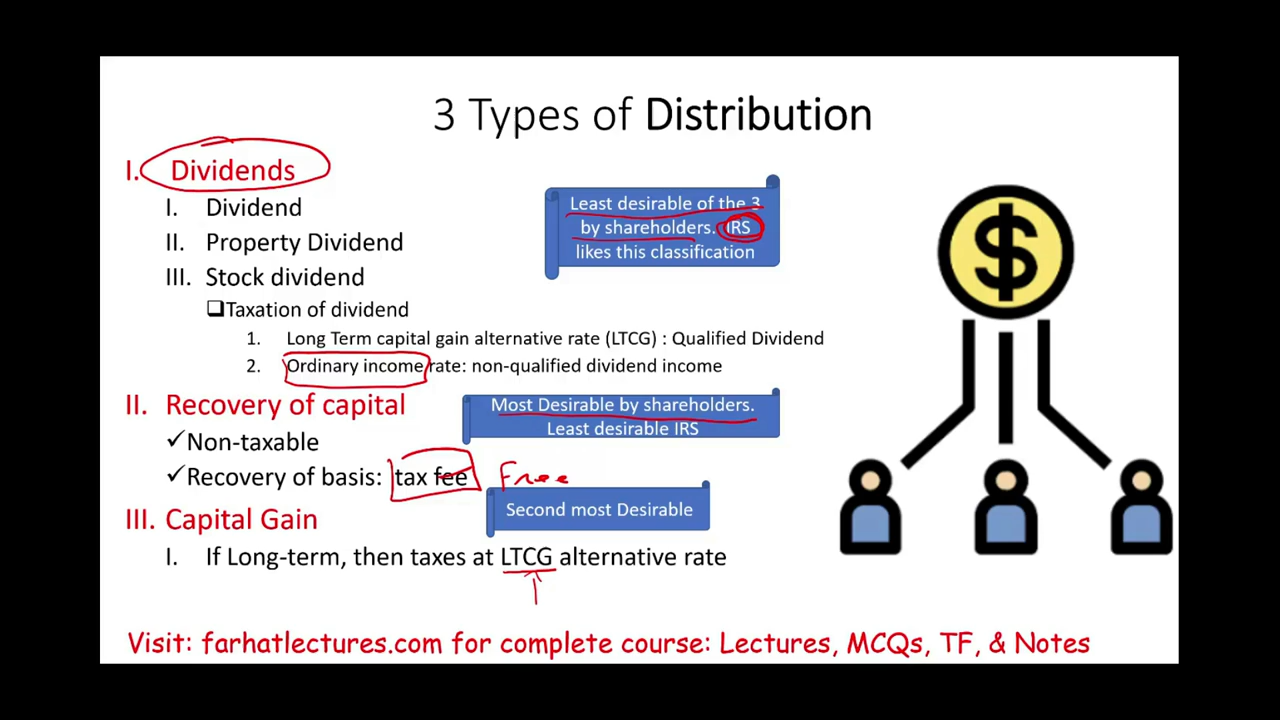 3 Types of Distribution
I. Dividends
I. Dividend
II. Property Dividend
III. Stock dividend
Least desirable of the 3
by shareholders. IRS
likes this classification
Taxation of dividend
1. Long Term capital gain alternative rate (LTCG) : Qualified Dividend
2. Ordinary income rate: non-qualified dividend income
II. Recovery of capital
Most Desirable by shareholders.
Least desirable IRS
✓Non-taxable
✓Recovery of basis: tax fee Free
III. Capital Gain
Second most Desirable
I. If Long-term, then taxes at LTCG alternative rate
$
Visit: farhatlectures.com for complete course: Lectures, MCQs, TF, & Notes